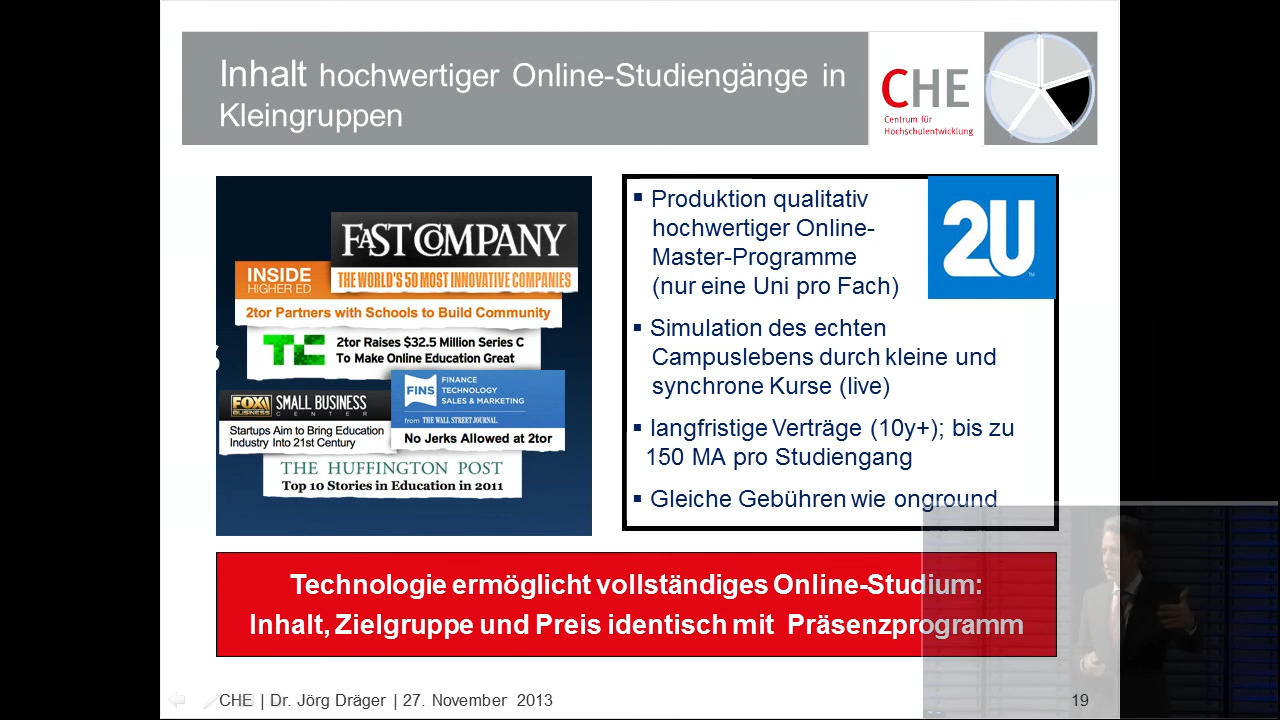 Inhalt hochwertiger Online-Studiengänge in
Kleingruppen
CHE
Centrum für
Hochschulentwicklung
FAST COMPANY
THE WORLD'S 50 MOST INNOVATIVE COMPANIES
INSIDE
HIGHER ED
2tor Partners with Schools to Build Community
TC
2tor Raises $32.5 Million Series C
To Make Online Education Great
FOX
BUSINESS
SMALL BUSINESS
CENTER
Startups Aim to Bring Education
Industry Into 21st Century
FINS
FINANCE
TECHNOLOGY
SALES & MARKETING
from THE WALL STREET JOURNAL
No Jerks Allowed at 2tor
THE HUFFINGTON POST
Top 10 Stories in Education in 2011
2U
TM
▪ Produktion qualitativ
hochwertiger Online-
Master-Programme
(nur eine Uni pro Fach)
▪ Simulation des echten
Campuslebens durch kleine und
synchrone Kurse (live)
▪ langfristige Verträge (10y+); bis zu
150 MA pro Studiengang
▪ Gleiche Gebühren wie onground
Technologie ermöglicht vollständiges Online-Studium:
Inhalt, Zielgruppe und Preis identisch mit Präsenzprogramm
CHE | Dr. Jörg Dräger | 27. November 2013
19